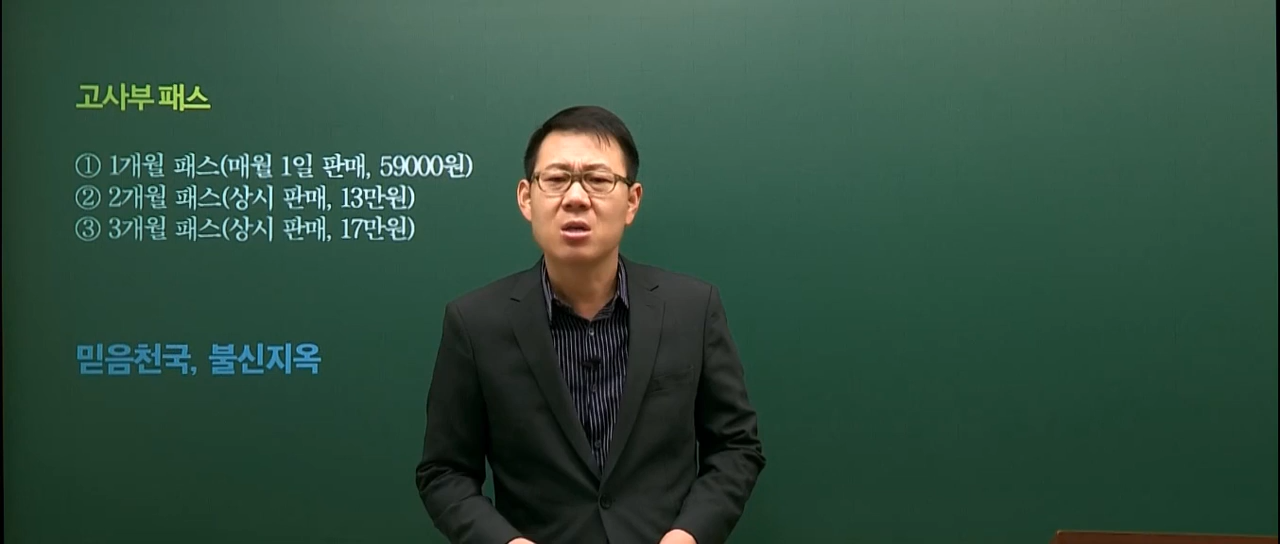 고사부 패스
① 1개월 패스(매월 1일 판매, 59000원)
② 2개월 패스(상시 판매, 13만원)
③ 3개월 패스(상시 판매, 17만원)
믿음천국, 불신지옥